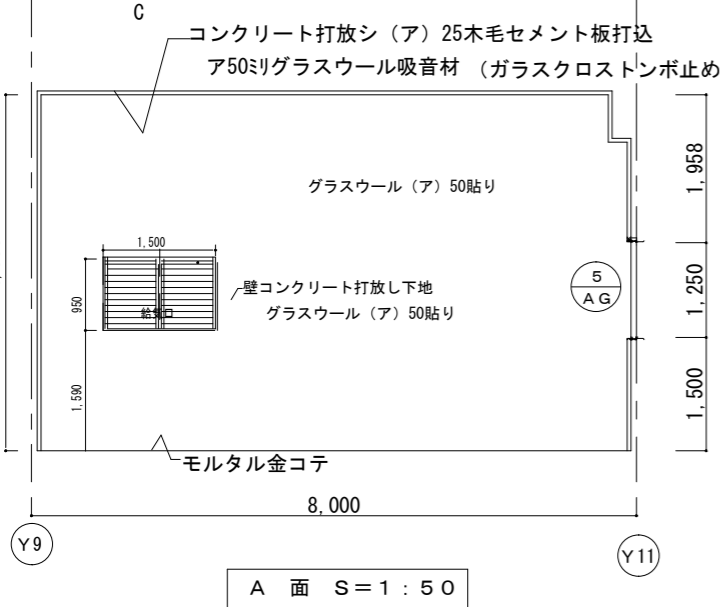 C
コンクリート打放シ（ア）25木毛セメント板打込
ア50ﾐﾘグラスウール吸音材 （ガラスクロストンボ止め
グラスウール（ア）50貼り
1,958
1,500
950
給気口
壁コンクリート打放し下地
グラスウール（ア）50貼り
5
AG
1,250
1,590
1,500
モルタル金コテ
8,000
Y9
Y11
A 面 S＝1：50